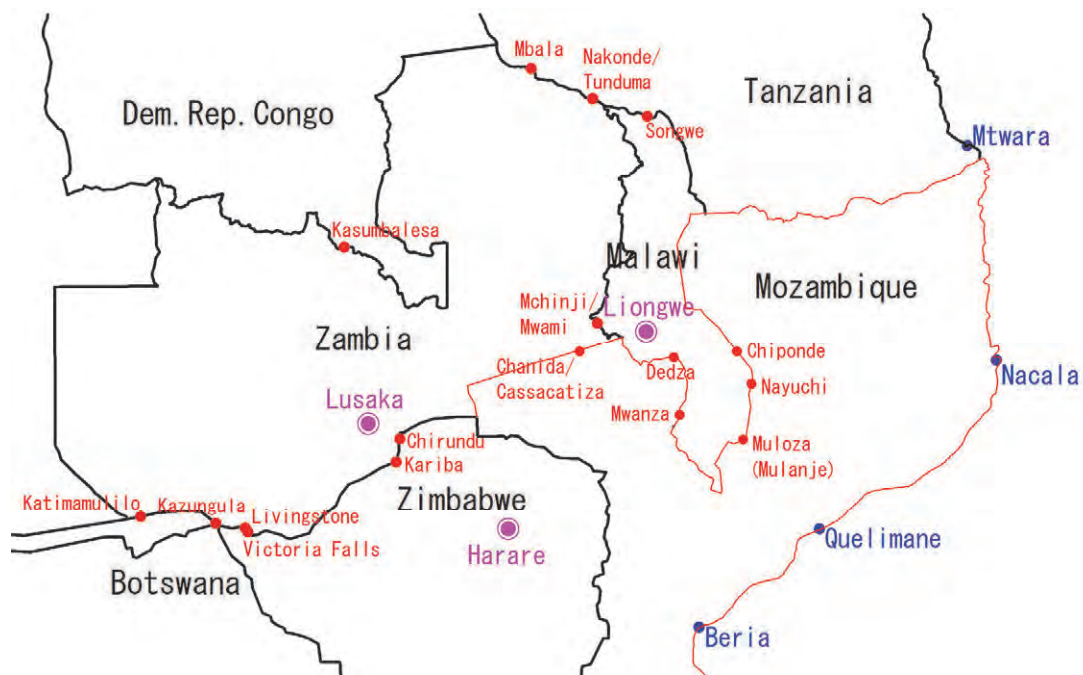 Mbala
Nakonde/
Tunduma
Tanzania
Dem.Rep.Congo
Songwe
Mtwara
Kasumbalesa
Malawi
Mozambique
Mchinji/
Mwami
Liongwe
Zambia
Chiponde
Chanida/
Cassacatiza
Dedza
Nacala
Nayuchi
Lusaka
Mwanza
Chirundu
Muloza
(Mulanje)
Kariba
Zimbabwe
Katimamulilo
Kazungula
Livingstone
Victoria Falls
Harare
Quelimane
Botswana
Beria